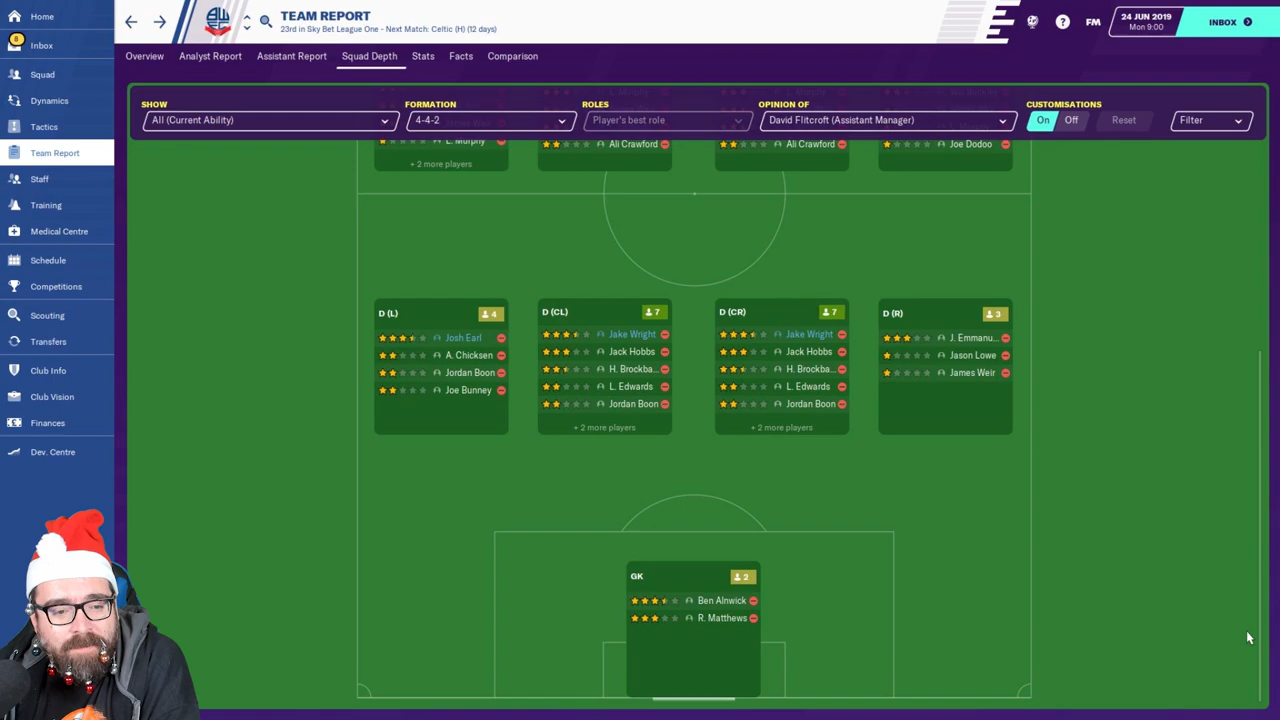 Home
8
Inbox
Squad
Dynamics
Tactics
Team Report
Staff
Training
Medical Centre
Schedule
Competitions
Scouting
Transfers
Club Info
Club Vision
Finances
Dev. Centre
TEAM REPORT
23rd in Sky Bet League One - Next Match: Celtic (H) (12 days)
FM
24 JUN 2019
Mon 9:00
INBOX
Overview
Analyst Report
Assistant Report
Squad Depth
Stats
Facts
Comparison
SHOW
All (Current Ability)
FORMATION
4-4-2
ROLES
Player's best role
OPINION OF
David Flitcroft (Assistant Manager)
CUSTOMISATIONS
On Off Reset
Filter
L. Murphy
+ 2 more players
Ali Crawford
Ali Crawford
Joe Dodoo
D (L) 4
Josh Earl
A. Chicksen
Jordan Boon
Joe Bunney
D (CL) 7
Jake Wright
Jack Hobbs
H. Brockba...
L. Edwards
Jordan Boon
+ 2 more players
D (CR) 7
Jake Wright
Jack Hobbs
H. Brockba...
L. Edwards
Jordan Boon
+ 2 more players
D (R) 3
J. Emmanu...
Jason Lowe
James Weir
GK 2
Ben Alnwick
R. Matthews